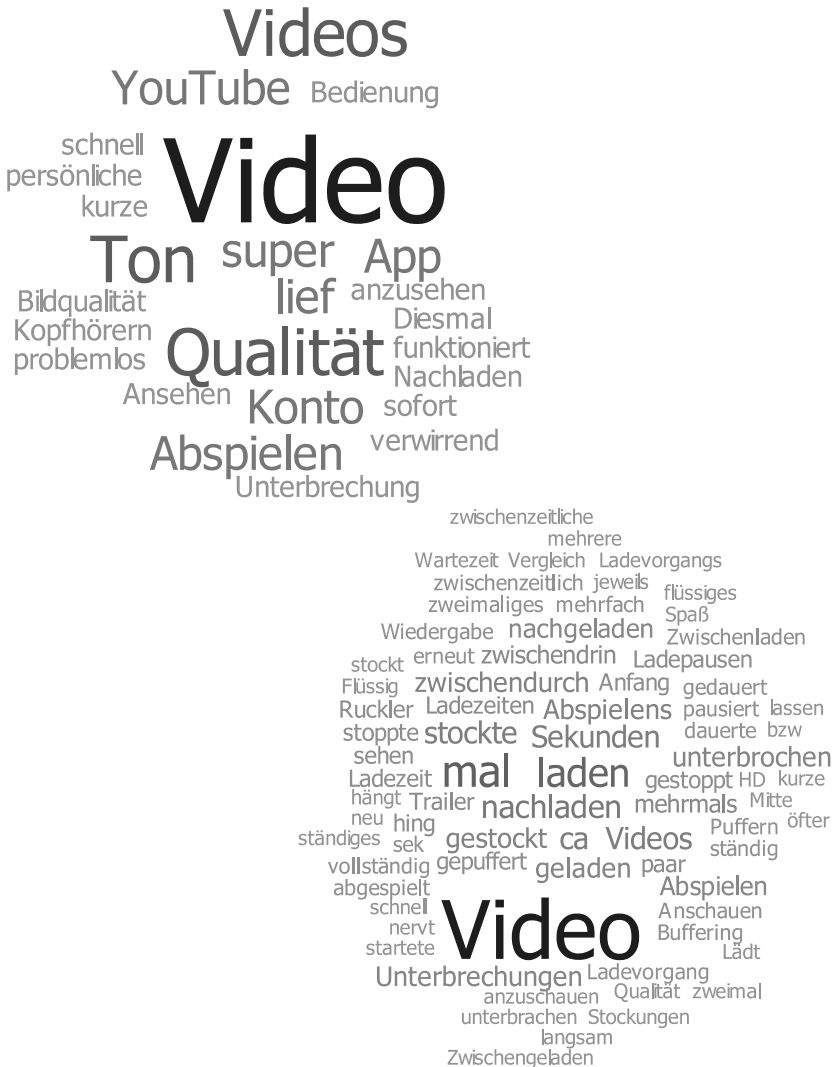 Videos
YouTube Bedienung
schnell
Video
persönliche
kurze
Ton super App
lief anzusehen
Bildqualität
Diesmal
Kopfhörern
Qualität funktioniert
problemlos
Nachladen
Ansehen Konto sofort
Abspielen verwirrend
Unterbrechung
zwischenzeitliche
mehrere
Wartezeit Vergleich Ladevorgangs
zwischenzeitlich jeweils flüssiges
zweimaliges mehrfach Spaß
Wiedergabe nachgeladen Zwischenladen
stockt erneut zwischendrin Ladepausen
Flüssig zwischendurch Anfang gedauert
Ruckler Ladezeiten Abspielens pausiert lassen
stoppte stockte Sekunden dauerte bzw
sehen unterbrochen
Ladezeit mal laden gestoppt HD kurze
hängt Trailer nachladen mehrmals Mitte
neu hing Puffern öfter
ständiges sek gestockt ca Videos ständig
vollständig gepuffert geladen paar
abgespielt Abspielen
schnell Video Anschauen
nervt Buffering
startete Lädt
Unterbrechungen Ladevorgang
anzuschauen Qualität zweimal
unterbrachen Stockungen
langsam
Zwischengeladen